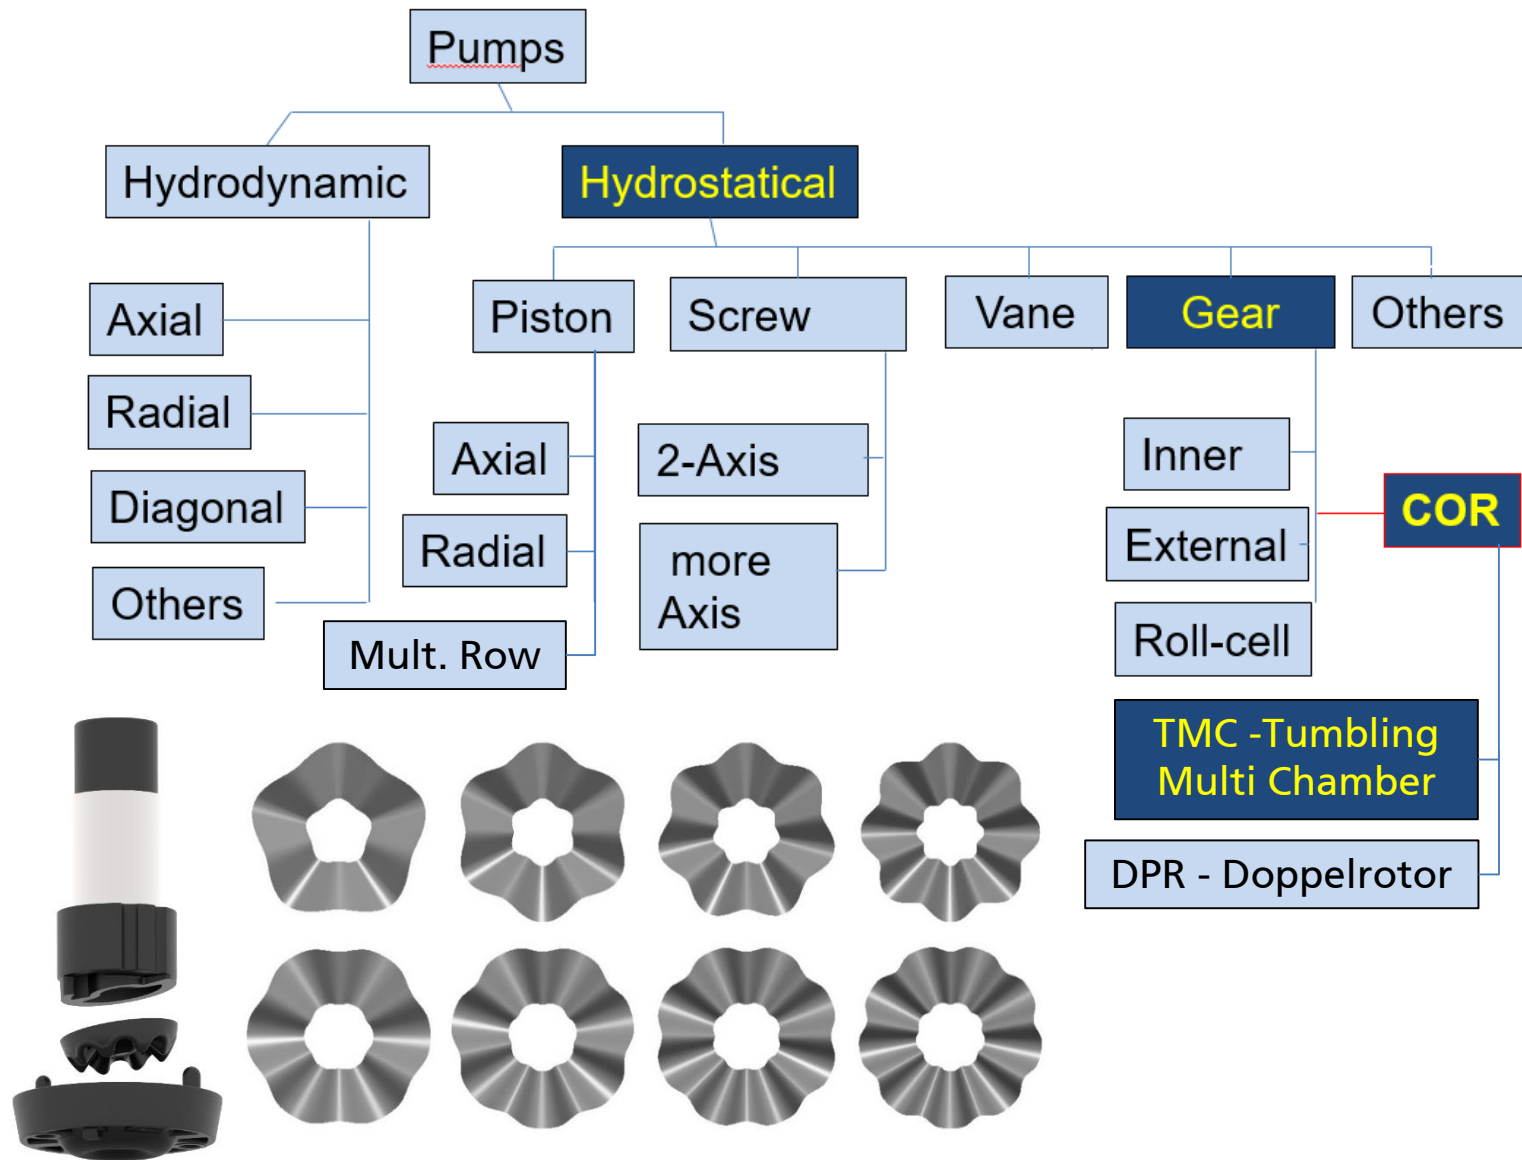 Pumps
Hydrodynamic
Hydrostatical
Axial
Radial
Diagonal
Others
Piston
Screw
Vane
Gear
Others
Axial
Radial
Mult. Row
2-Axis
more
Axis
Inner
External
Roll-cell
COR
TMC -Tumbling
Multi Chamber
DPR - Doppelrotor